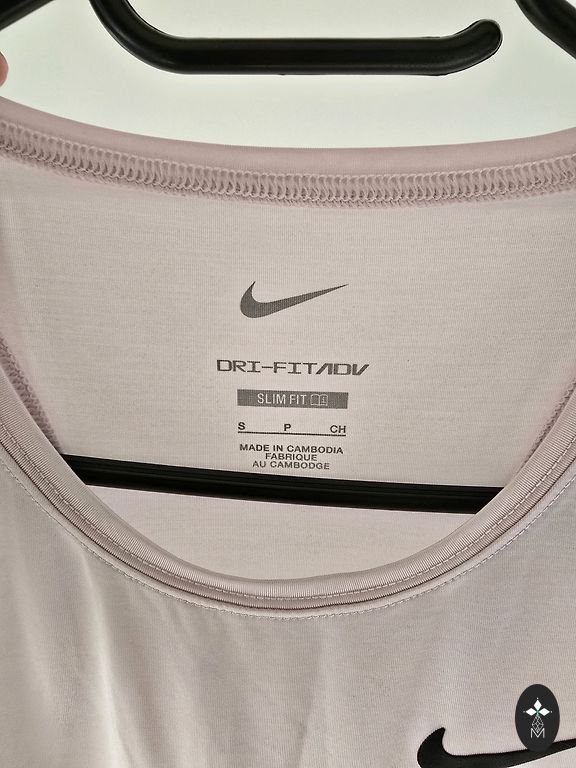 DRI-FIT ADV
SLIM FIT
S P CH
MADE IN CAMBODIA
FABRIQUE
AU CAMBODGE
M